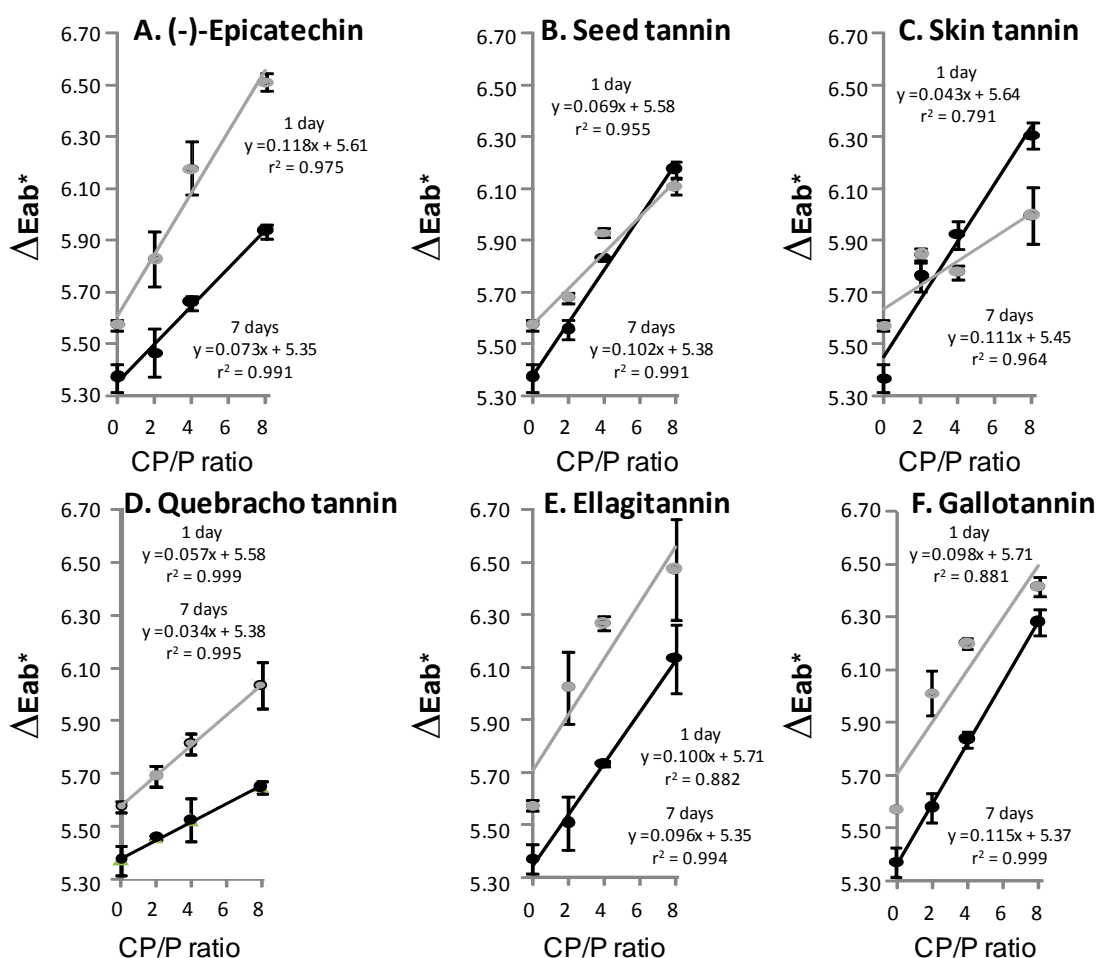 A. (-)-Epicatechin
6.70
6.50
6.30
6.10
5.90
5.70
5.50
5.30
ΔEab*
1 day
y =0.118x + 5.61
r² = 0.975
7 days
y =0.073x + 5.35
r² = 0.991
0 2 4 6 8
CP/P ratio
B. Seed tannin
6.70
6.50
6.30
6.10
5.90
5.70
5.50
5.30
ΔEab*
1 day
y =0.069x + 5.58
r² = 0.955
7 days
y =0.102x + 5.38
r² = 0.991
0 2 4 6 8
CP/P ratio
C. Skin tannin
6.70
6.50
6.30
6.10
5.90
5.70
5.50
5.30
ΔEab*
1 day
y =0.043x + 5.64
r² = 0.791
7 days
y =0.111x + 5.45
r² = 0.964
0 2 4 6 8
CP/P ratio
D. Quebracho tannin
6.70
6.50
6.30
6.10
5.90
5.70
5.50
5.30
ΔEab*
1 day
y =0.057x + 5.58
r² = 0.999
7 days
y =0.034x + 5.38
r² = 0.995
0 2 4 6 8
CP/P ratio
E. Ellagitannin
6.70
6.50
6.30
6.10
5.90
5.70
5.50
5.30
ΔEab*
1 day
y =0.100x + 5.71
r² = 0.882
7 days
y =0.096x + 5.35
r² = 0.994
0 2 4 6 8
CP/P ratio
F. Gallotannin
6.70
6.50
6.30
6.10
5.90
5.70
5.50
5.30
ΔEab*
1 day
y =0.098x + 5.71
r² = 0.881
7 days
y =0.115x + 5.37
r² = 0.999
0 2 4 6 8
CP/P ratio